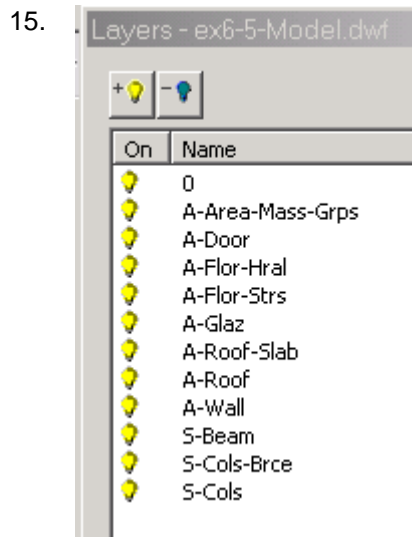 15.
Layers - ex6-5-Model.dwf
+ -
On Name
0
A-Area-Mass-Grps
A-Door
A-Flor-Hral
A-Flor-Strs
A-Glaz
A-Roof-Slab
A-Roof
A-Wall
S-Beam
S-Cols-Brce
S-Cols